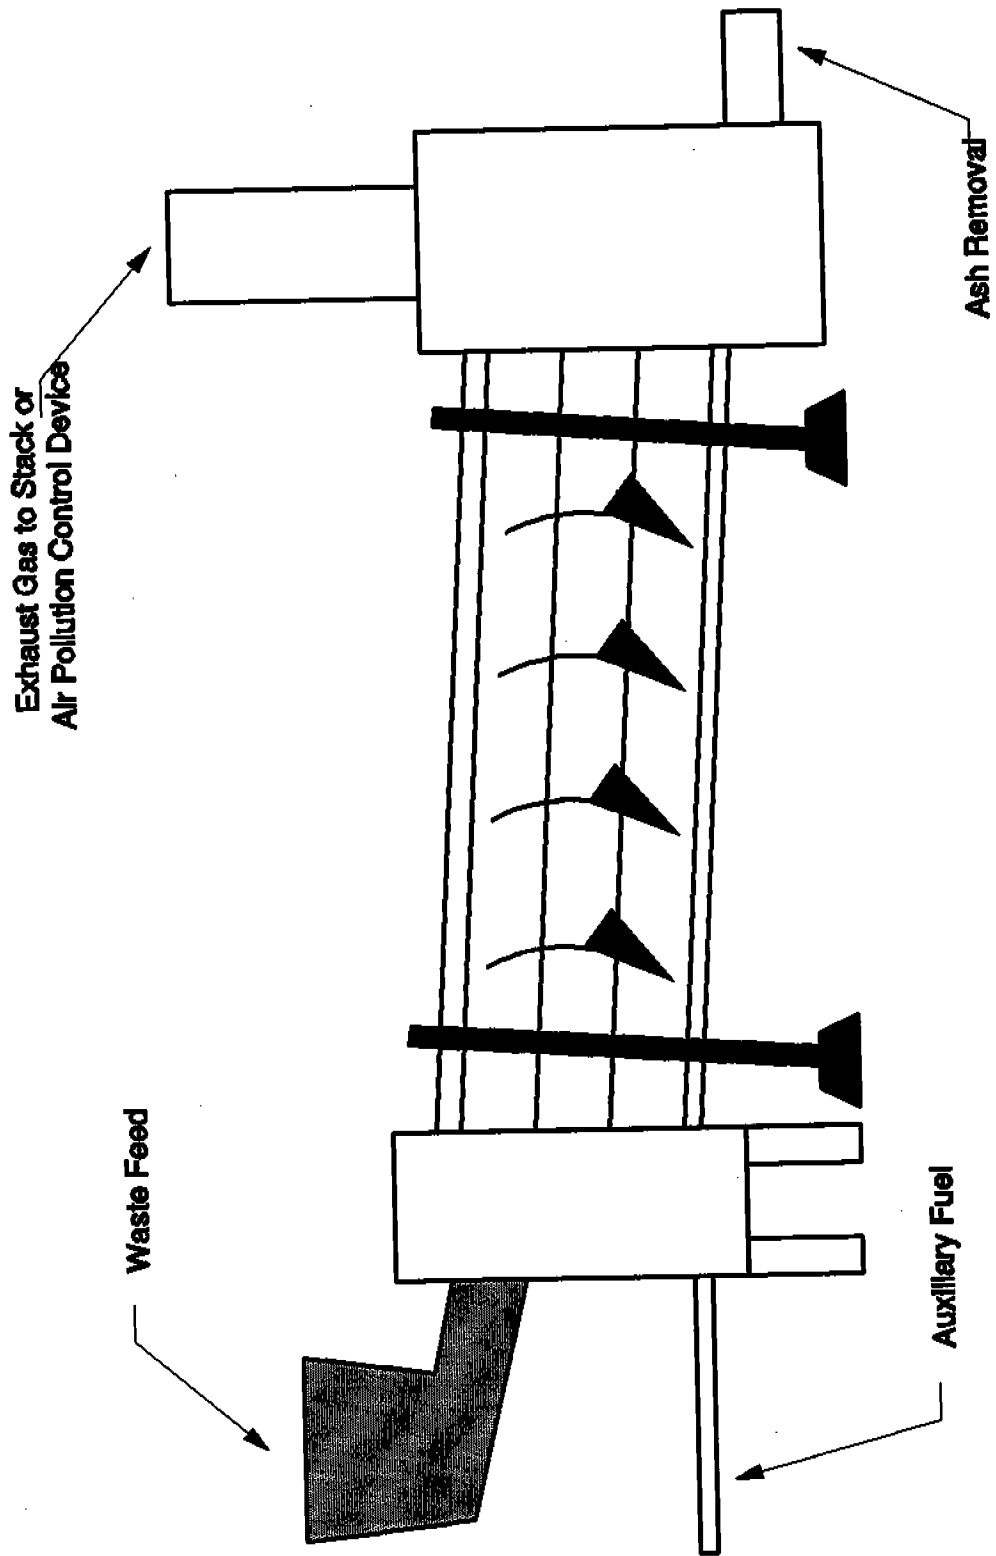 Exhaust Gas to Stack or
Air Pollution Control Device
Waste Feed
Auxiliary Fuel
Ash Removal